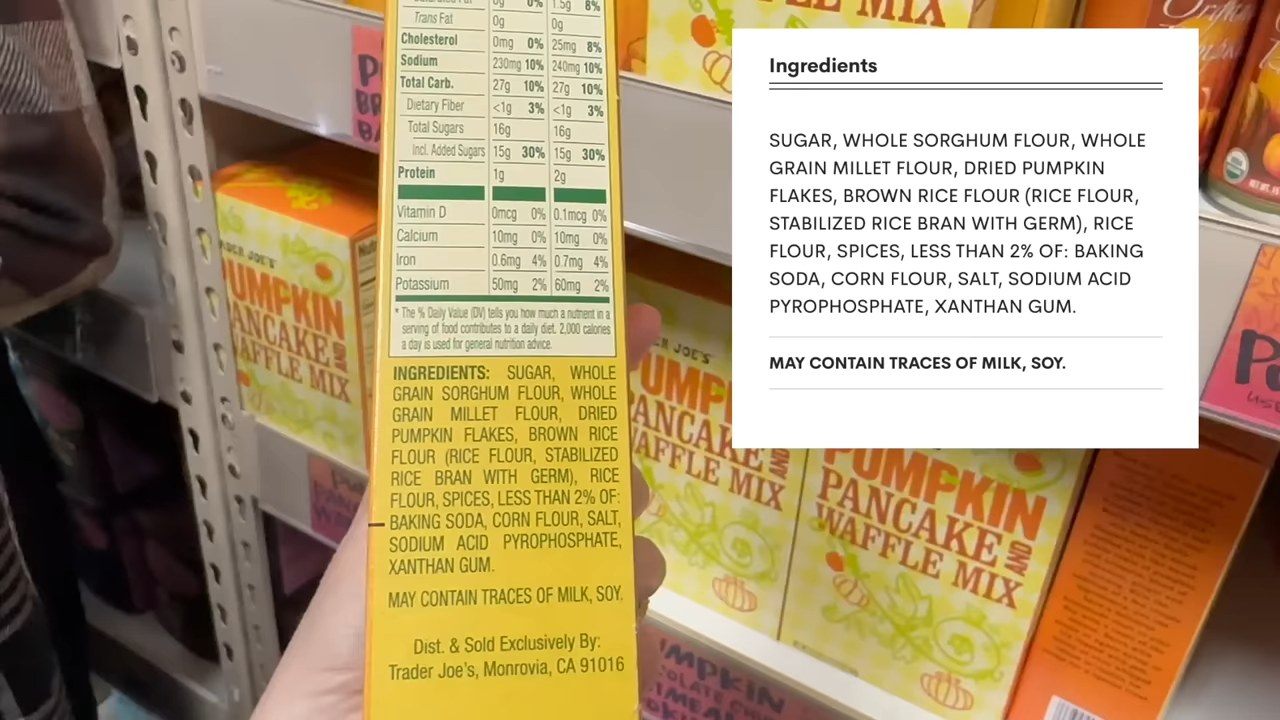 0g 0% 1.5g 8%
Trans Fat 0g 0g
Cholesterol 0mg 0% 25mg 8%
Sodium 230mg 10% 240mg 10%
Total Carb. 27g 10% 27g 10%
Dietary Fiber <1g 3% <1g 3%
Total Sugars 16g 16g
Incl. Added Sugars 15g 30% 15g 30%
Protein 1g 2g
Vitamin D 0mcg 0% 0.1mcg 0%
Calcium 10mg 0% 10mg 0%
Iron 0.6mg 4% 0.7mg 4%
Potassium 50mg 2% 60mg 2%
* The % Daily Value (DV) tells you how much a nutrient in a
serving of food contributes to a daily diet. 2,000 calories
a day is used for general nutrition advice.
INGREDIENTS: SUGAR, WHOLE
GRAIN SORGHUM FLOUR, WHOLE
GRAIN MILLET FLOUR, DRIED
PUMPKIN FLAKES, BROWN RICE
FLOUR (RICE FLOUR, STABILIZED
RICE BRAN WITH GERM), RICE
FLOUR, SPICES, LESS THAN 2% OF:
BAKING SODA, CORN FLOUR, SALT,
SODIUM ACID PYROPHOSPHATE,
XANTHAN GUM.
MAY CONTAIN TRACES OF MILK, SOY.
Dist. & Sold Exclusively By:
Trader Joe's, Monrovia, CA 91016
Ingredients
SUGAR, WHOLE SORGHUM FLOUR, WHOLE
GRAIN MILLET FLOUR, DRIED PUMPKIN
FLAKES, BROWN RICE FLOUR (RICE FLOUR,
STABILIZED RICE BRAN WITH GERM), RICE
FLOUR, SPICES, LESS THAN 2% OF: BAKING
SODA, CORN FLOUR, SALT, SODIUM ACID
PYROPHOSPHATE, XANTHAN GUM.
MAY CONTAIN TRACES OF MILK, SOY.
JOE'S
UMPKIN
PANCAKE AND
WAFFLE MIX
JOE'S
UMP
ANCAK
WAFFLE MIX
PUMPKIN
PANCAKE AND
WAFFLE MIX
MIX